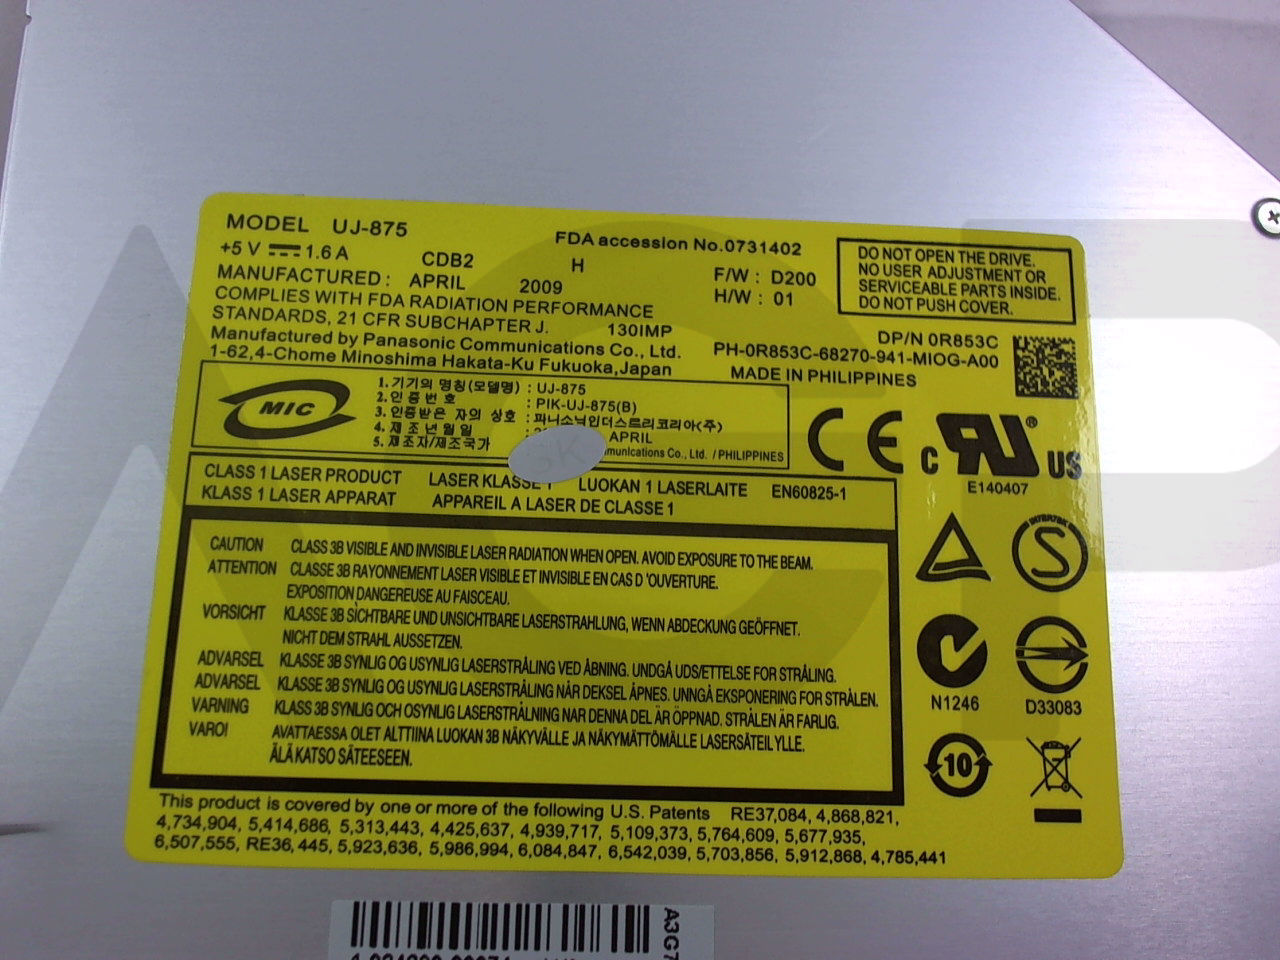 MODEL UJ-875
+5 V 1.6 A CDB2
FDA accession No.0731402
H
MANUFACTURED : APRIL 2009
F/W : D200
H/W : 01
COMPLIES WITH FDA RADIATION PERFORMANCE
STANDARDS, 21 CFR SUBCHAPTER J. 130IMP
Manufactured by Panasonic Communications Co., Ltd.
1-62,4-Chome Minoshima Hakata-Ku Fukuoka,Japan
DO NOT OPEN THE DRIVE.
NO USER ADJUSTMENT OR
SERVICEABLE PARTS INSIDE.
DO NOT PUSH COVER.
DP/N 0R853C
PH-0R853C-68270-941-MIOG-A00
MADE IN PHILIPPINES
MIC
1. 기기의 명칭(모델명) : UJ-875
2. 인 증 번 호 : PIK-UJ-875(B)
3. 인증받은 자의 상호 : 파나소닉인더스트리코리아(주)
4. 제 조 년 월 일 : APRIL
5. 제조자/제조국가 Co., Ltd. / PHILIPPINES
SK
CE
c RU ® US
E140407
CLASS 1 LASER PRODUCT LASER KLASSE 1 LUOKAN 1 LASERLAITE EN60825-1
KLASS 1 LASER APPARAT APPAREIL A LASER DE CLASSE 1
CAUTION CLASS 3B VISIBLE AND INVISIBLE LASER RADIATION WHEN OPEN. AVOID EXPOSURE TO THE BEAM.
ATTENTION CLASSE 3B RAYONNEMENT LASER VISIBLE ET INVISIBLE EN CAS D 'OUVERTURE.
EXPOSITION DANGEREUSE AU FAISCEAU.
VORSICHT KLASSE 3B SICHTBARE UND UNSICHTBARE LASERSTRAHLUNG, WENN ABDECKUNG GEÖFFNET.
NICHT DEM STRAHL AUSSETZEN.
ADVARSEL KLASSE 3B SYNLIG OG USYNLIG LASERSTRÅLING VED ÅBNING. UNDGÅ UDSÆTTELSE FOR STRÅLING.
ADVARSEL KLASSE 3B SYNLIG OG USYNLIG LASERSTRÅLING NÅR DEKSEL ÅPNES. UNNGÅ EKSPONERING FOR STRÅLEN.
VARNING KLASS 3B SYNLIG OCH OSYNLIG LASERSTRÅLNING NAR DENNA DEL ÄR ÖPPNAD. STRÅLEN ÄR FARLIG.
VARO! AVATTAESSA OLET ALTTIINA LUOKAN 3B NÄKYVÄLLE JA NÄKYMÄTTÖMÄLLE LASERSÄTEILYLLE.
ÄLÄ KATSO SÄTEESEEN.
INTERTEK
S
N1246
D33083
10
This product is covered by one or more of the following U.S. Patents RE37,084, 4,868,821,
4,734,904, 5,414,686, 5,313,443, 4,425,637, 4,939,717, 5,109,373, 5,764,609, 5,677,935,
6,507,555, RE36,445, 5,923,636, 5,986,994, 6,084,847, 6,542,039, 5,703,856, 5,912,868, 4,785,441